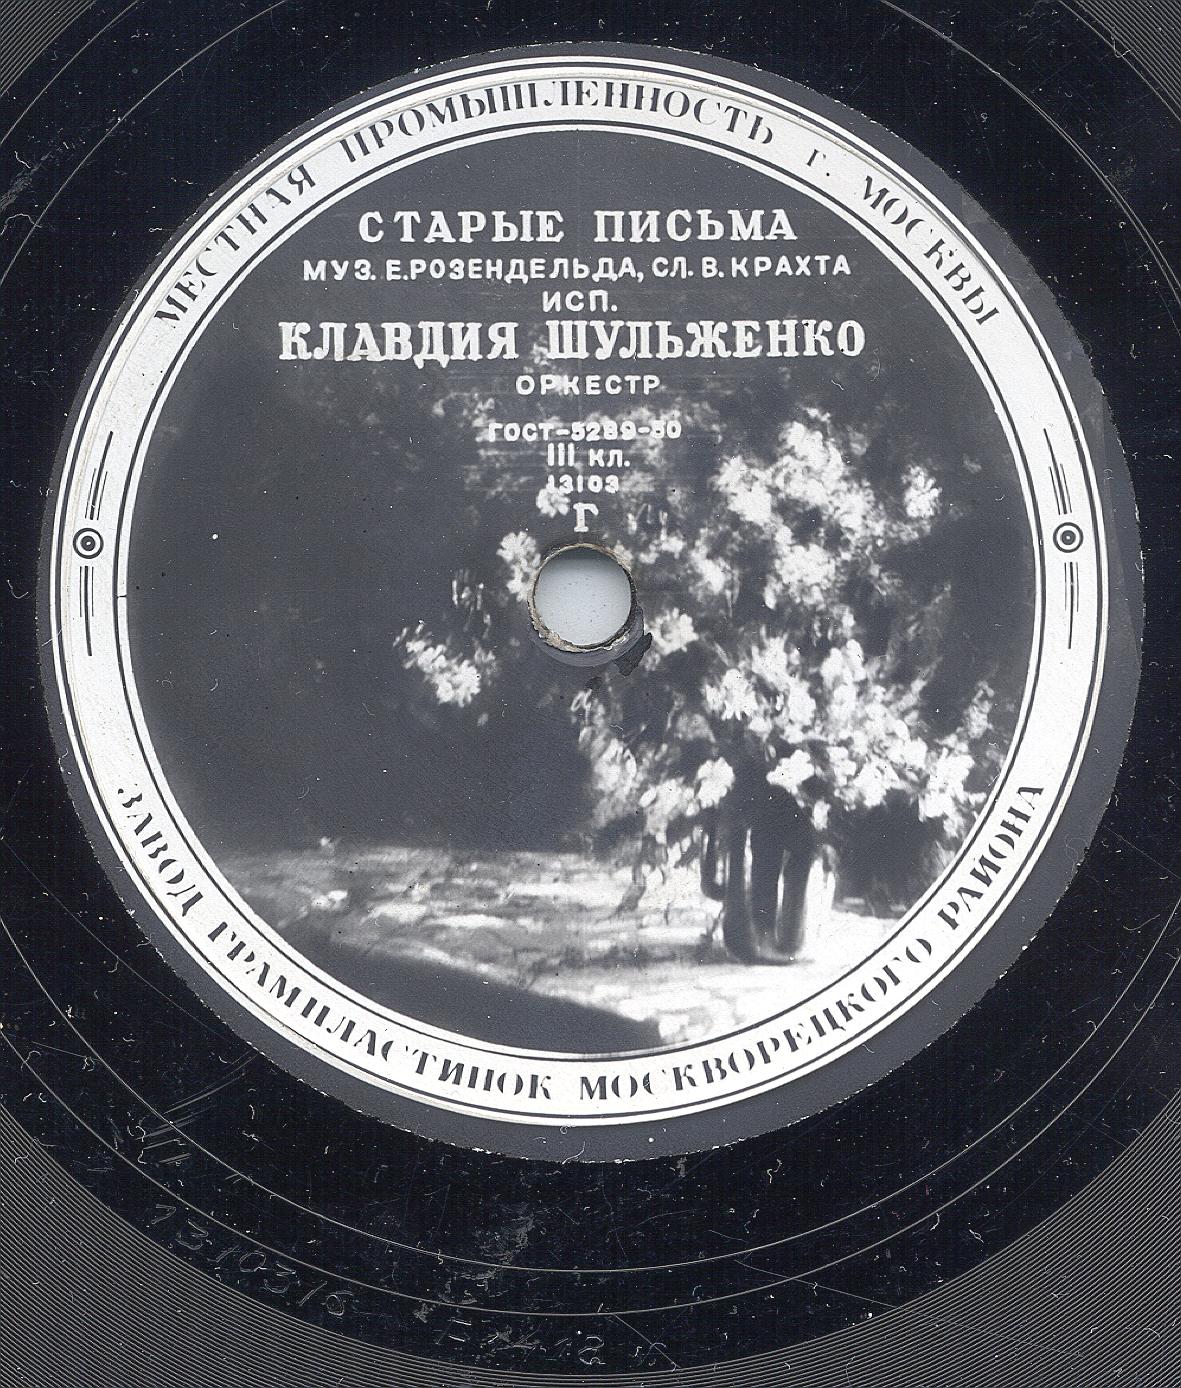 МЕСТНАЯ ПРОМЫШЛЕННОСТЬ г. МОСКВЫ
СТАРЫЕ ПИСЬМА
МУЗ. Е.РОЗЕНДЕЛЬДА, СЛ. В. КРАХТА
ИСП.
КЛАВДИЯ ШУЛЬЖЕНКО
ОРКЕСТР
ГОСТ-5289-50
III КЛ.
13103
Г
ЗАВОД ГРАМПЛАСТИНОК МОСКВОРЕЦКОГО РАЙОНА